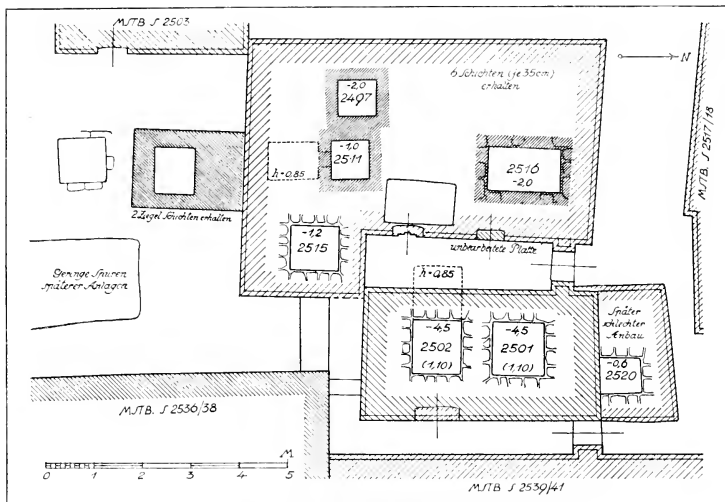 MSTB. S 2503
6 Schichten (je 35cm)
erhalten
N
MSTB. S 2517/18
-2,0
2497
-1,0
2511
h=0,85
2516
-2,0
2 Ziegel Schichten erhalten
-1,2
2515
unbearbeitete Platte
Geringe Spuren
späterer Anlagen
h=0,85
-4,5
2502
(1,10)
-4,5
2501
(1,10)
Später
schlechter
Anbau
-0,6
2520
MSTB. S 2536/38
M
0 1 2 3 4 5
MSTB S 2539/41